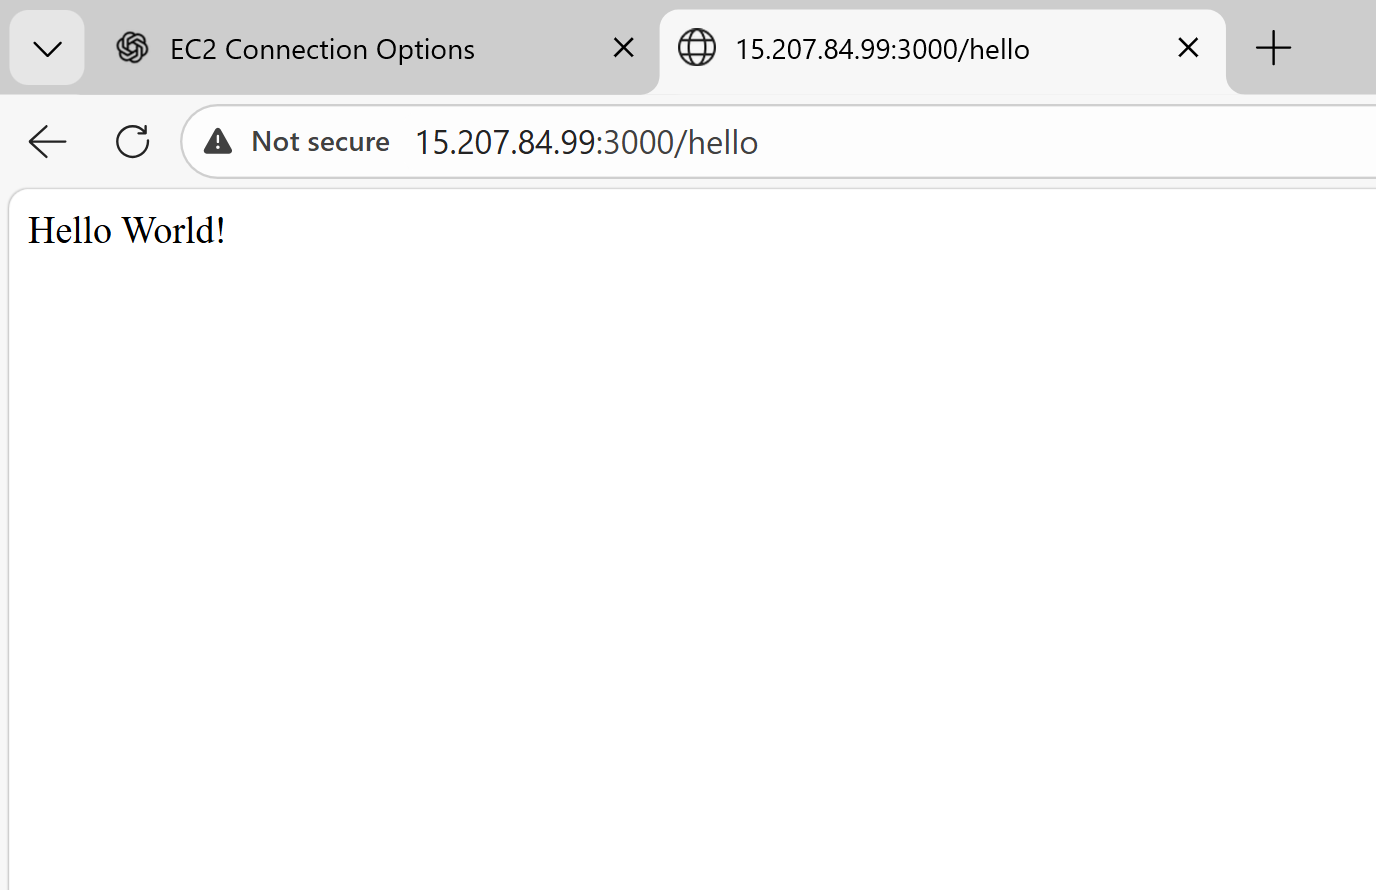 EC2 Connection Options
15.207.84.99:3000/hello
Not secure 15.207.84.99:3000/hello
Hello World!